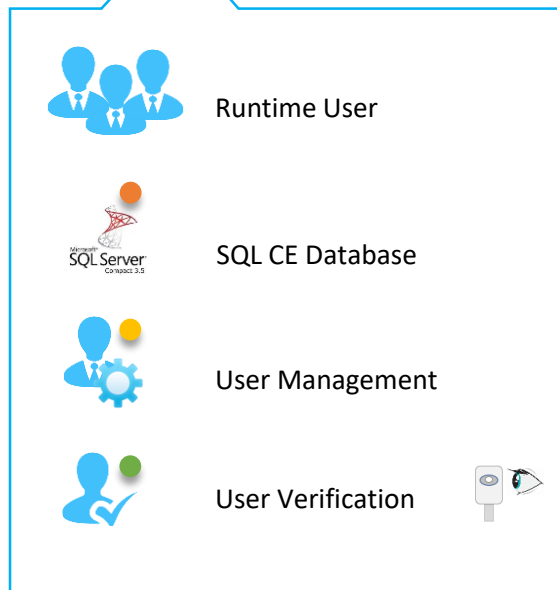 Runtime User
Microsoft®
SQL Server®
Compact 3.5
SQL CE Database
User Management
User Verification